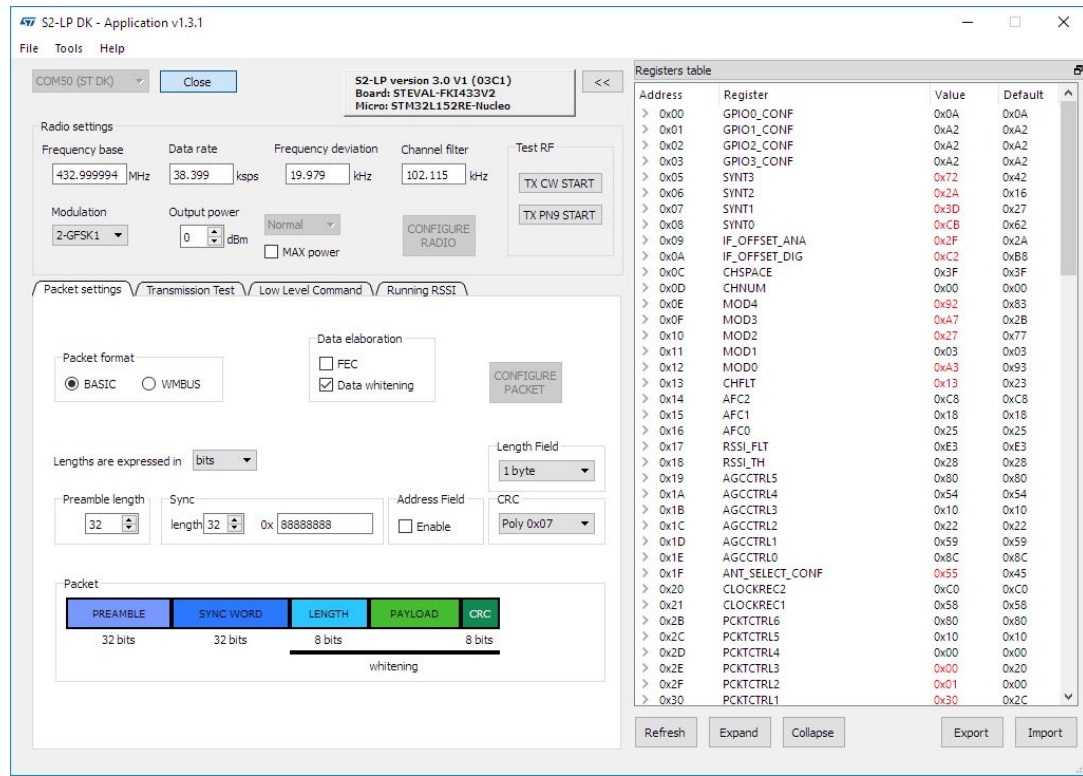 S2-LP DK - Application v1.3.1
File Tools Help
COM50 (ST DK) Close
S2-LP version 3.0 V1 (03C1)
Board: STEVAL-FKI433V2
Micro: STM32L152RE-Nucleo
<<
Radio settings
Frequency base Data rate Frequency deviation Channel filter Test RF
432.999994 MHz 38.399 ksps 19.979 kHz 102.115 kHz
TX CW START
Modulation Output power
TX PN9 START
2-GFSK1 0 dBm Normal
MAX power
CONFIGURE
RADIO
Packet settings Transmission Test Low Level Command Running RSSI
Packet format
BASIC WMBUS
Data elaboration
FEC
Data whitening
CONFIGURE
PACKET
Lengths are expressed in bits
Length Field
1 byte
Preamble length
32
Sync
length 32 0x 88888888
Address Field
Enable
CRC
Poly 0x07
Packet
PREAMBLE SYNC WORD LENGTH PAYLOAD CRC
32 bits 32 bits 8 bits 8 bits
whitening
Registers table
Address Register Value Default
> 0x00 GPIO0_CONF 0x0A 0x0A
> 0x01 GPIO1_CONF 0xA2 0xA2
> 0x02 GPIO2_CONF 0xA2 0xA2
> 0x03 GPIO3_CONF 0xA2 0xA2
> 0x05 SYNT3 0x72 0x42
> 0x06 SYNT2 0x2A 0x16
> 0x07 SYNT1 0x3D 0x27
> 0x08 SYNT0 0xCB 0x62
> 0x09 IF_OFFSET_ANA 0x2F 0x2A
> 0x0A IF_OFFSET_DIG 0xC2 0xB8
> 0x0C CHSPACE 0x3F 0x3F
> 0x0D CHNUM 0x00 0x00
> 0x0E MOD4 0x92 0x83
> 0x0F MOD3 0xA7 0x2B
> 0x10 MOD2 0x27 0x77
> 0x11 MOD1 0x03 0x03
> 0x12 MOD0 0xA3 0x93
> 0x13 CHFLT 0x13 0x23
> 0x14 AFC2 0xC8 0xC8
> 0x15 AFC1 0x18 0x18
> 0x16 AFC0 0x25 0x25
> 0x17 RSSI_FLT 0xE3 0xE3
> 0x18 RSSI_TH 0x28 0x28
> 0x19 AGCCTRL5 0x80 0x80
> 0x1A AGCCTRL4 0x54 0x54
> 0x1B AGCCTRL3 0x10 0x10
> 0x1C AGCCTRL2 0x22 0x22
> 0x1D AGCCTRL1 0x59 0x59
> 0x1E AGCCTRL0 0x8C 0x8C
> 0x1F ANT_SELECT_CONF 0x55 0x45
> 0x20 CLOCKREC2 0xC0 0xC0
> 0x21 CLOCKREC1 0x58 0x58
> 0x2B PCKTCTRL6 0x80 0x80
> 0x2C PCKTCTRL5 0x10 0x10
> 0x2D PCKTCTRL4 0x00 0x00
> 0x2E PCKTCTRL3 0x00 0x20
> 0x2F PCKTCTRL2 0x01 0x00
> 0x30 PCKTCTRL1 0x30 0x2C
Refresh Expand Collapse Export Import